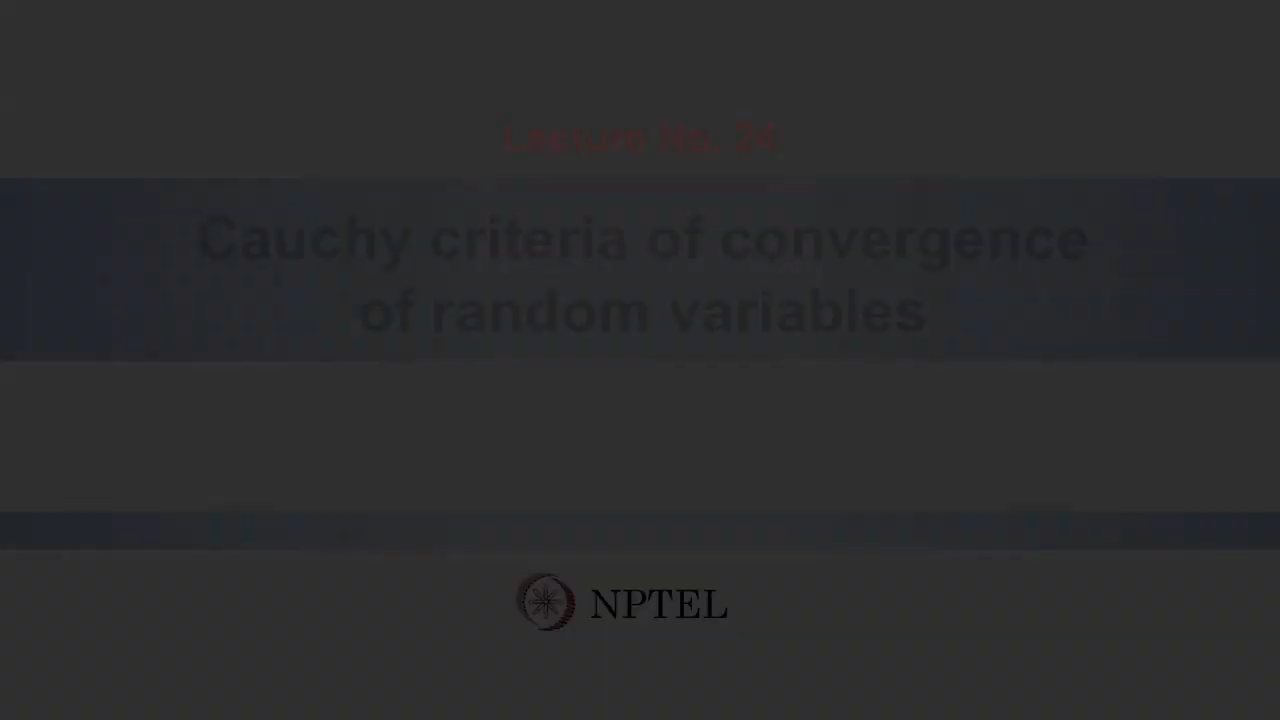 Lecture No. 24
Cauchy criteria of convergence
of random variables
NPTEL